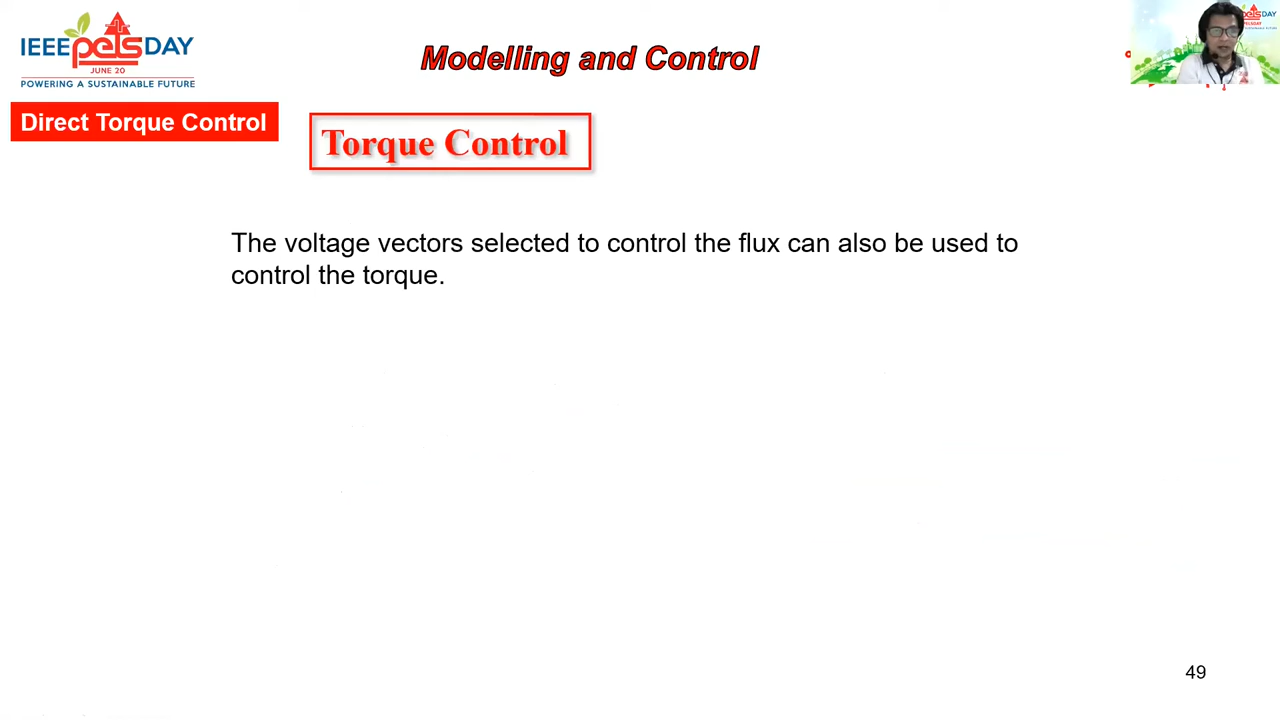 IEEE pels DAY
JUNE 20
POWERING A SUSTAINABLE FUTURE
Modelling and Control
Direct Torque Control
Torque Control
The voltage vectors selected to control the flux can also be used to
control the torque.
49